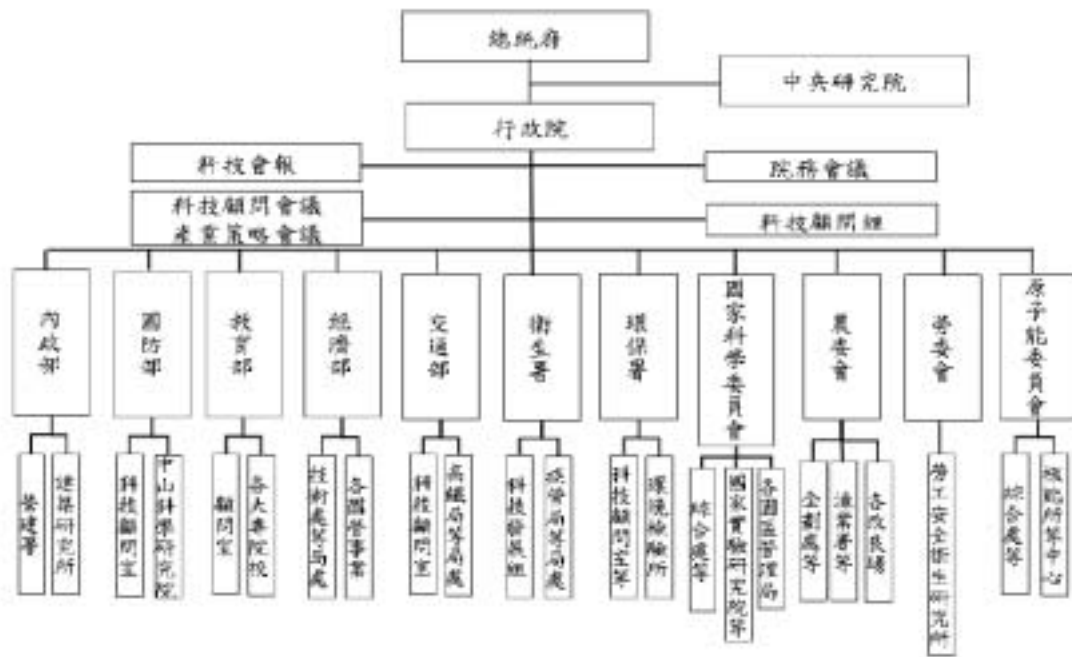 總統府
中央研究院
行政院
科技會報
院務會議
科技顧問會議
產業策略會議
科技顧問組
內政部
國防部
教育部
經濟部
交通部
衛生署
環保署
國家科學委員會
農委會
勞委會
原子能委員會
營建署
建築研究所
科技顧問室
中山科學研究院
顧問室
各大專院校
技術處等局處
各國營事業
科技顧問室
高鐵局等局處
科技發展組
疾管局等局處
科技顧問室等
環境檢驗所
綜合處等
國家實驗研究院等
各園區管理局
企劃處等
漁業署等
各改良場
勞工安全衛生研究所
綜合處等
核能所等中心